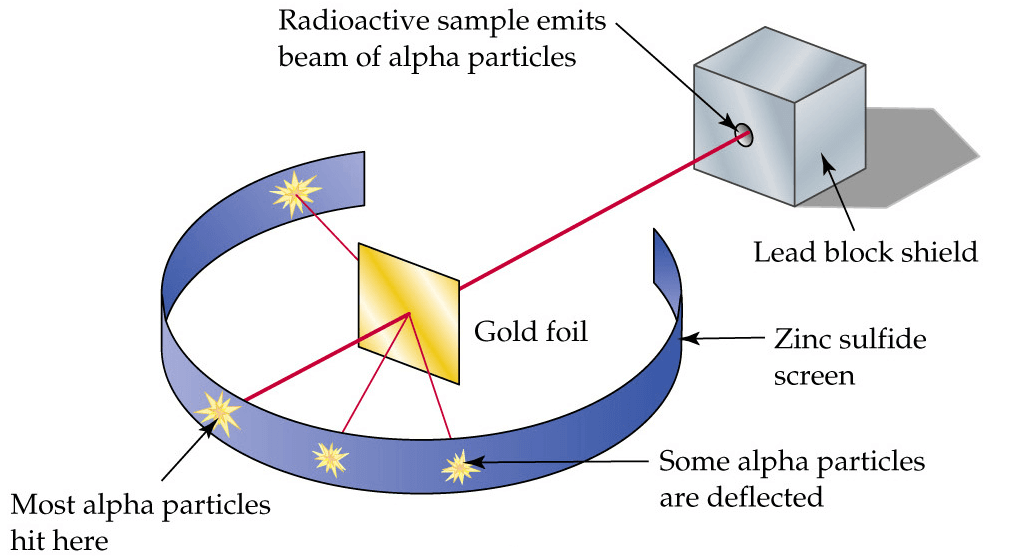 Radioactive sample emits
beam of alpha particles
Lead block shield
Gold foil
Zinc sulfide
screen
Some alpha particles
are deflected
Most alpha particles
hit here